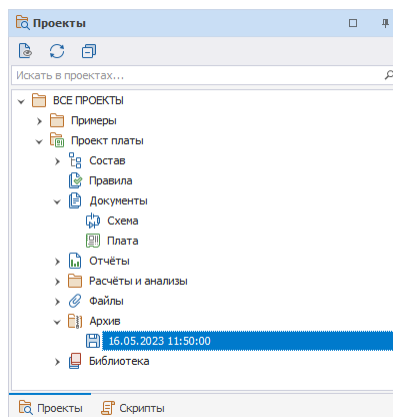 Проекты
Искать в проектах...
ВСЕ ПРОЕКТЫ
Примеры
Проект платы
Состав
Правила
Документы
Схема
Плата
Отчёты
Расчёты и анализы
Файлы
Архив
16.05.2023 11:50:00
Библиотека
Проекты Скрипты